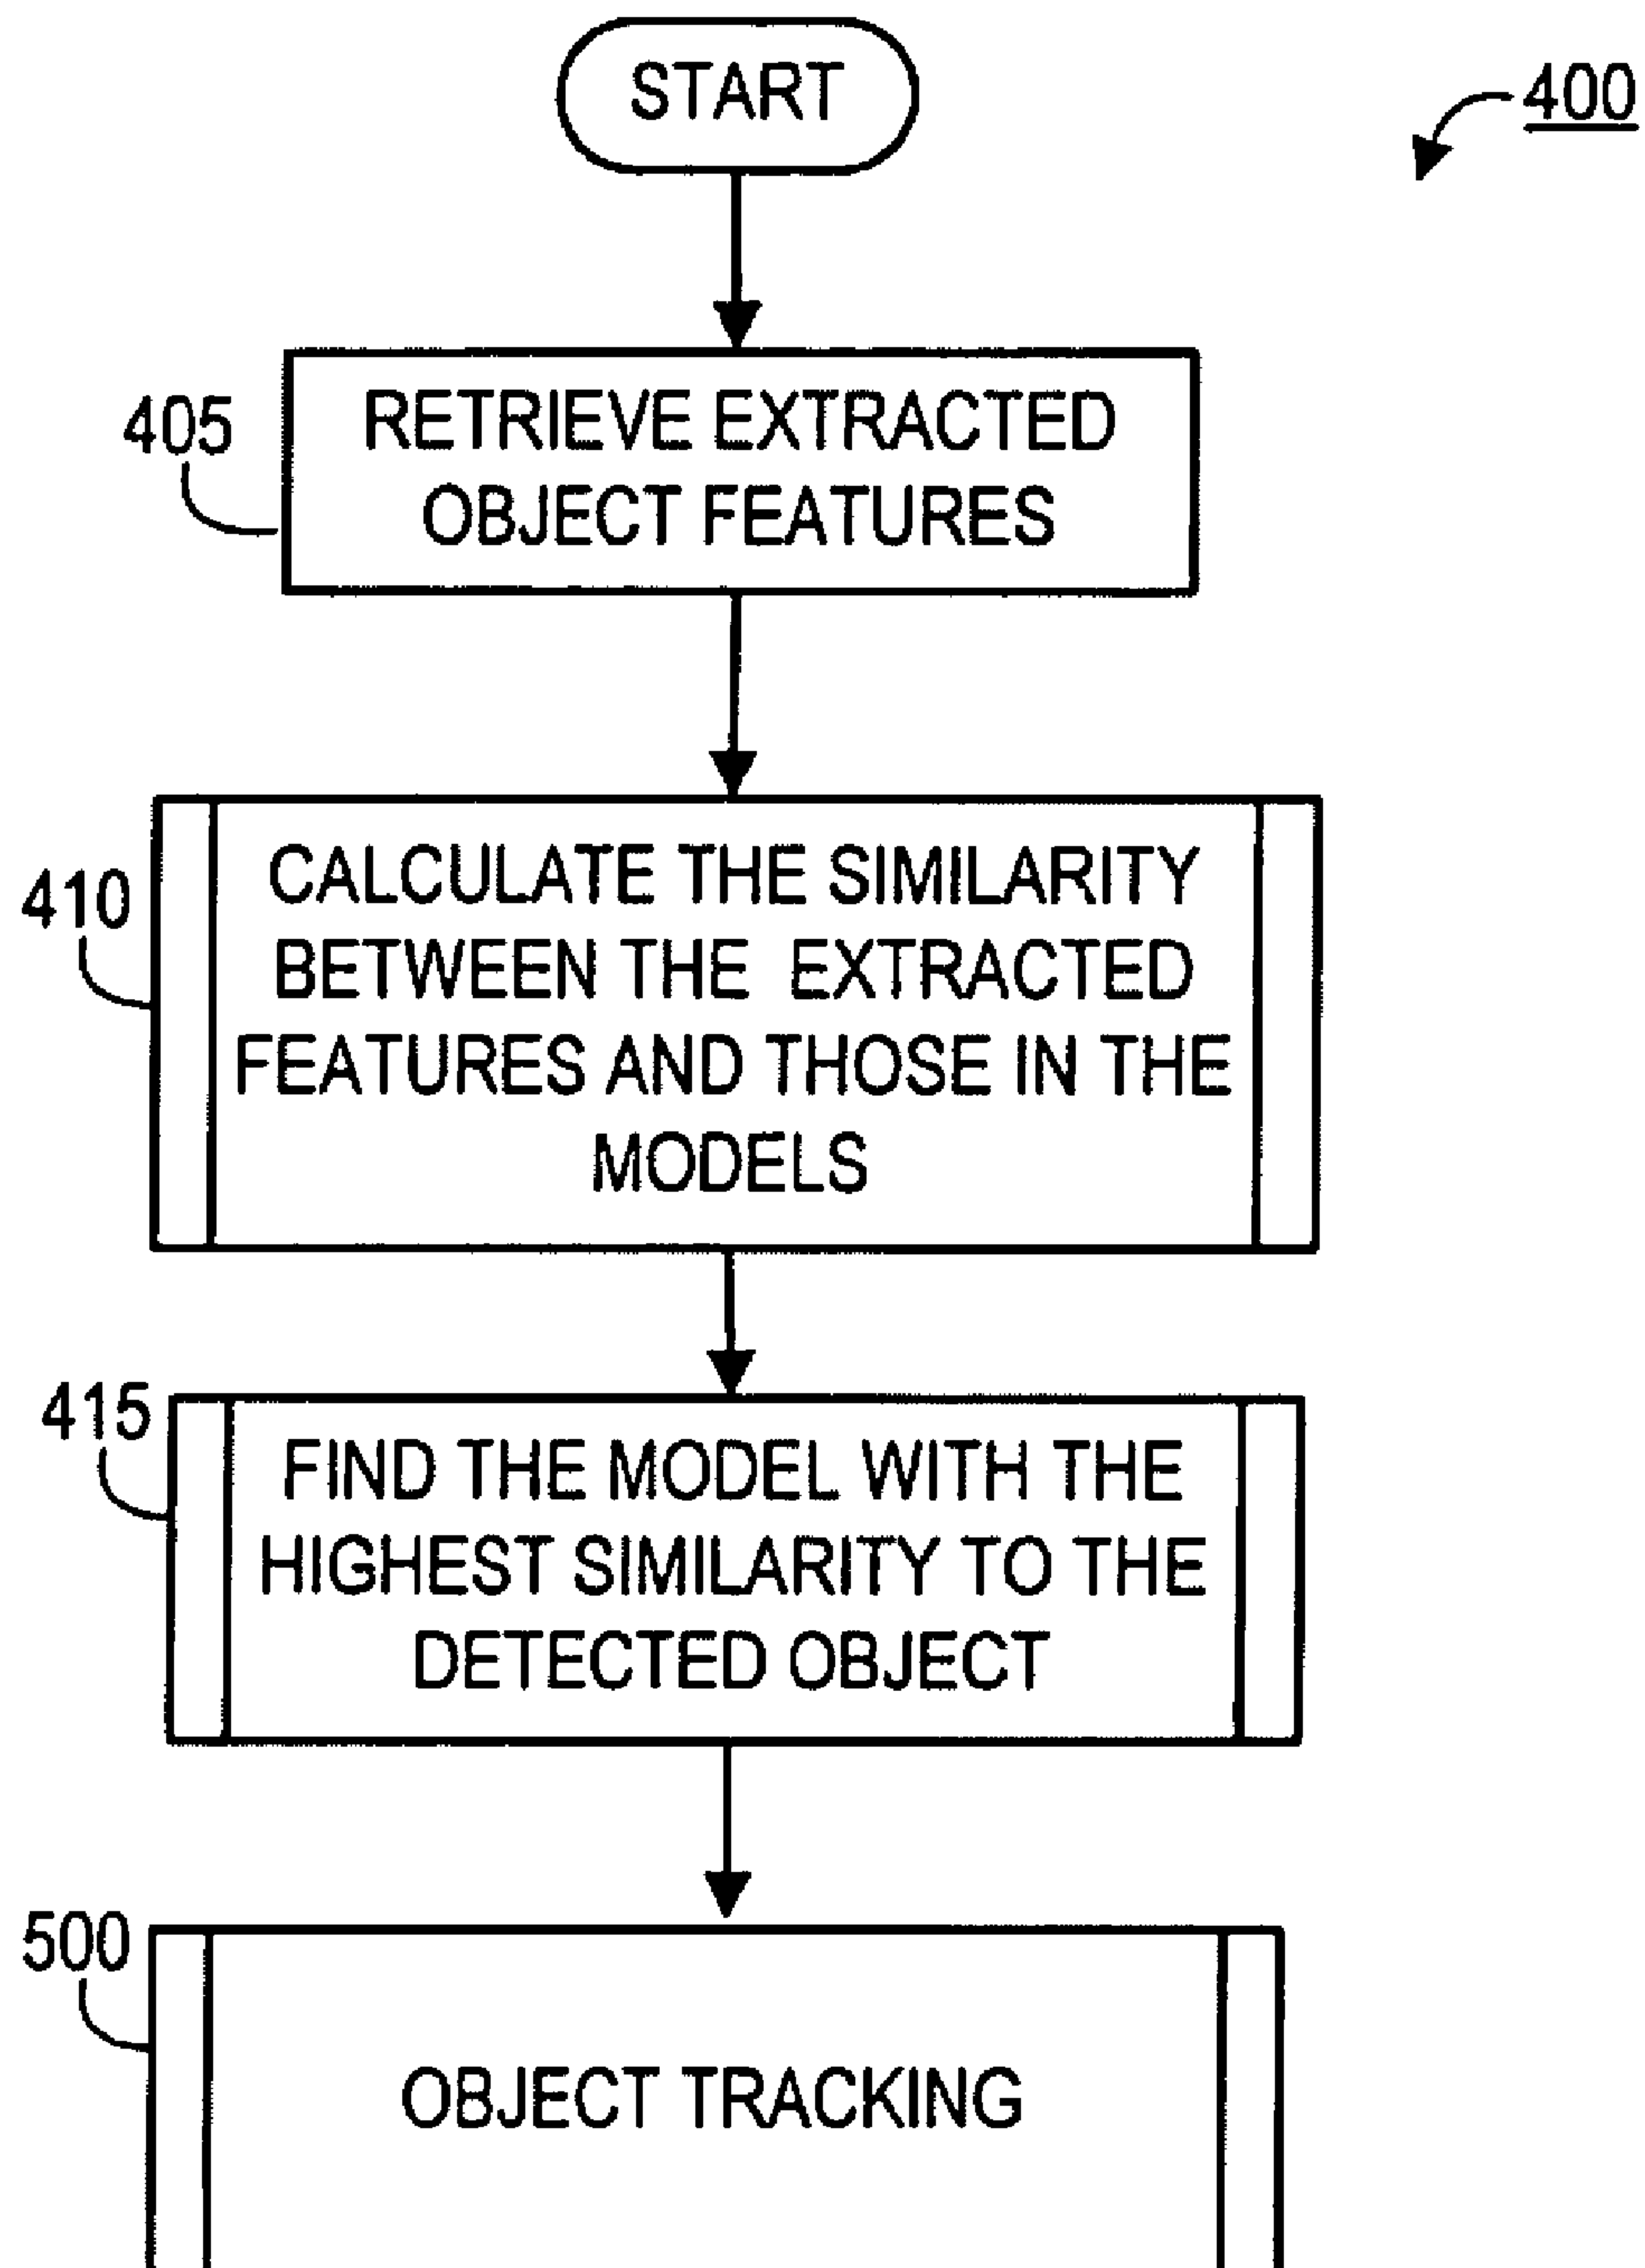 START
400
405
RETRIEVE EXTRACTED
OBJECT FEATURES
410
CALCULATE THE SIMILARITY
BETWEEN THE EXTRACTED
FEATURES AND THOSE IN THE
MODELS
415
FIND THE MODEL WITH THE
HIGHEST SIMILARITY TO THE
DETECTED OBJECT
500
OBJECT TRACKING